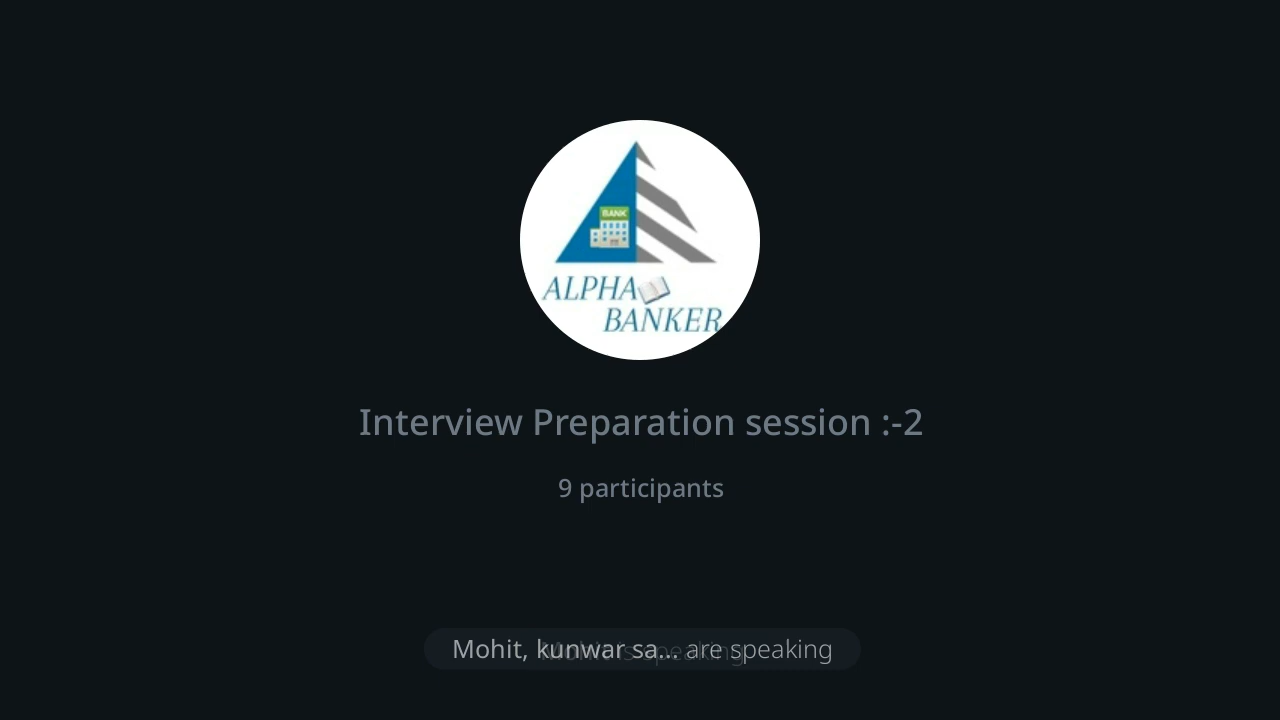 BANK
ALPHA
BANKER
Interview Preparation session :-2
9 participants
Mohit, kunwar sa... are speaking